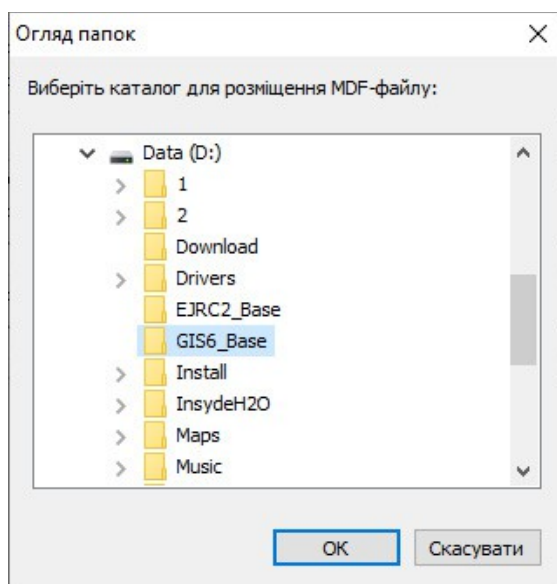 Огляд папок
Виберіть каталог для розміщення MDF-файлу:
Data (D:)
1
2
Download
Drivers
EJRC2_Base
GIS6_Base
Install
InsydeH2O
Maps
Music
ОК
Скасувати